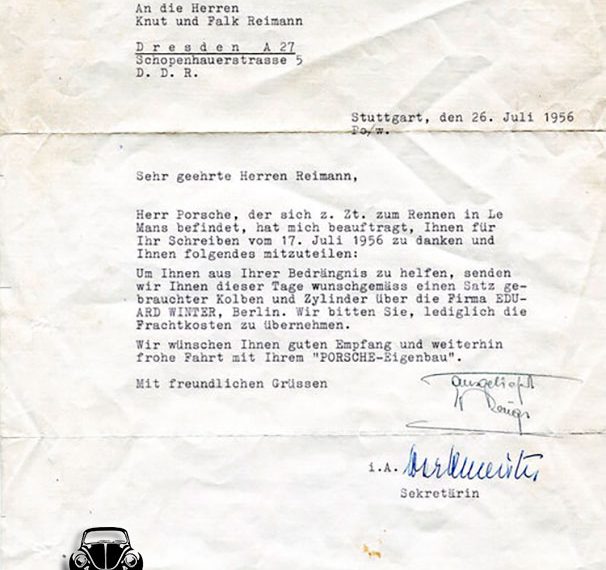 An die Herren
Knut und Falk Reimann
Dresden A 27
Schopenhauerstrasse 5
D. D. R.
Stuttgart, den 26. Juli 1956
Po/w.
Sehr geehrte Herren Reimann,
Herr Porsche, der sich z. Zt. zum Rennen in Le
Mans befindet, hat mich beauftragt, Ihnen für
Ihr Schreiben vom 17. Juli 1956 zu danken und
Ihnen folgendes mitzuteilen:
Um Ihnen aus Ihrer Bedrängnis zu helfen, senden
wir Ihnen dieser Tage wunschgemäss einen Satz ge-
brauchter Kolben und Zylinder über die Firma EDU-
ARD WINTER, Berlin. Wir bitten Sie, lediglich die
Frachtkosten zu übernehmen.
Wir wünschen Ihnen guten Empfang und weiterhin
frohe Fahrt mit Ihrem "PORSCHE-Eigenbau".
Mit freundlichen Grüssen
i.A.
Sekretärin